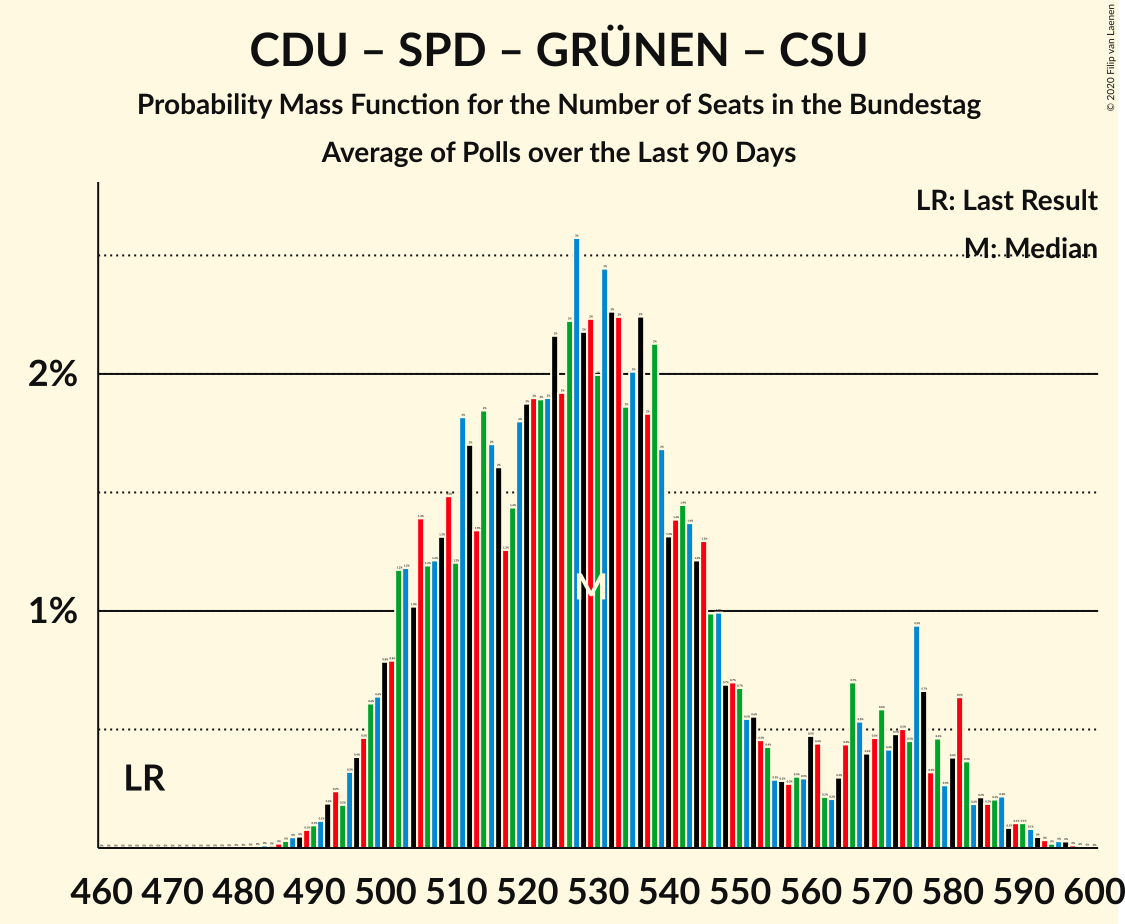 CDU – SPD – GRÜNEN – CSU
Probability Mass Function for the Number of Seats in the Bundestag
Average of Polls over the Last 90 Days
© 2020 Filip van Laenen
LR: Last Result
M: Median
2%
1%
M
LR
460 470 480 490 500 510 520 530 540 550 560 570 580 590 600